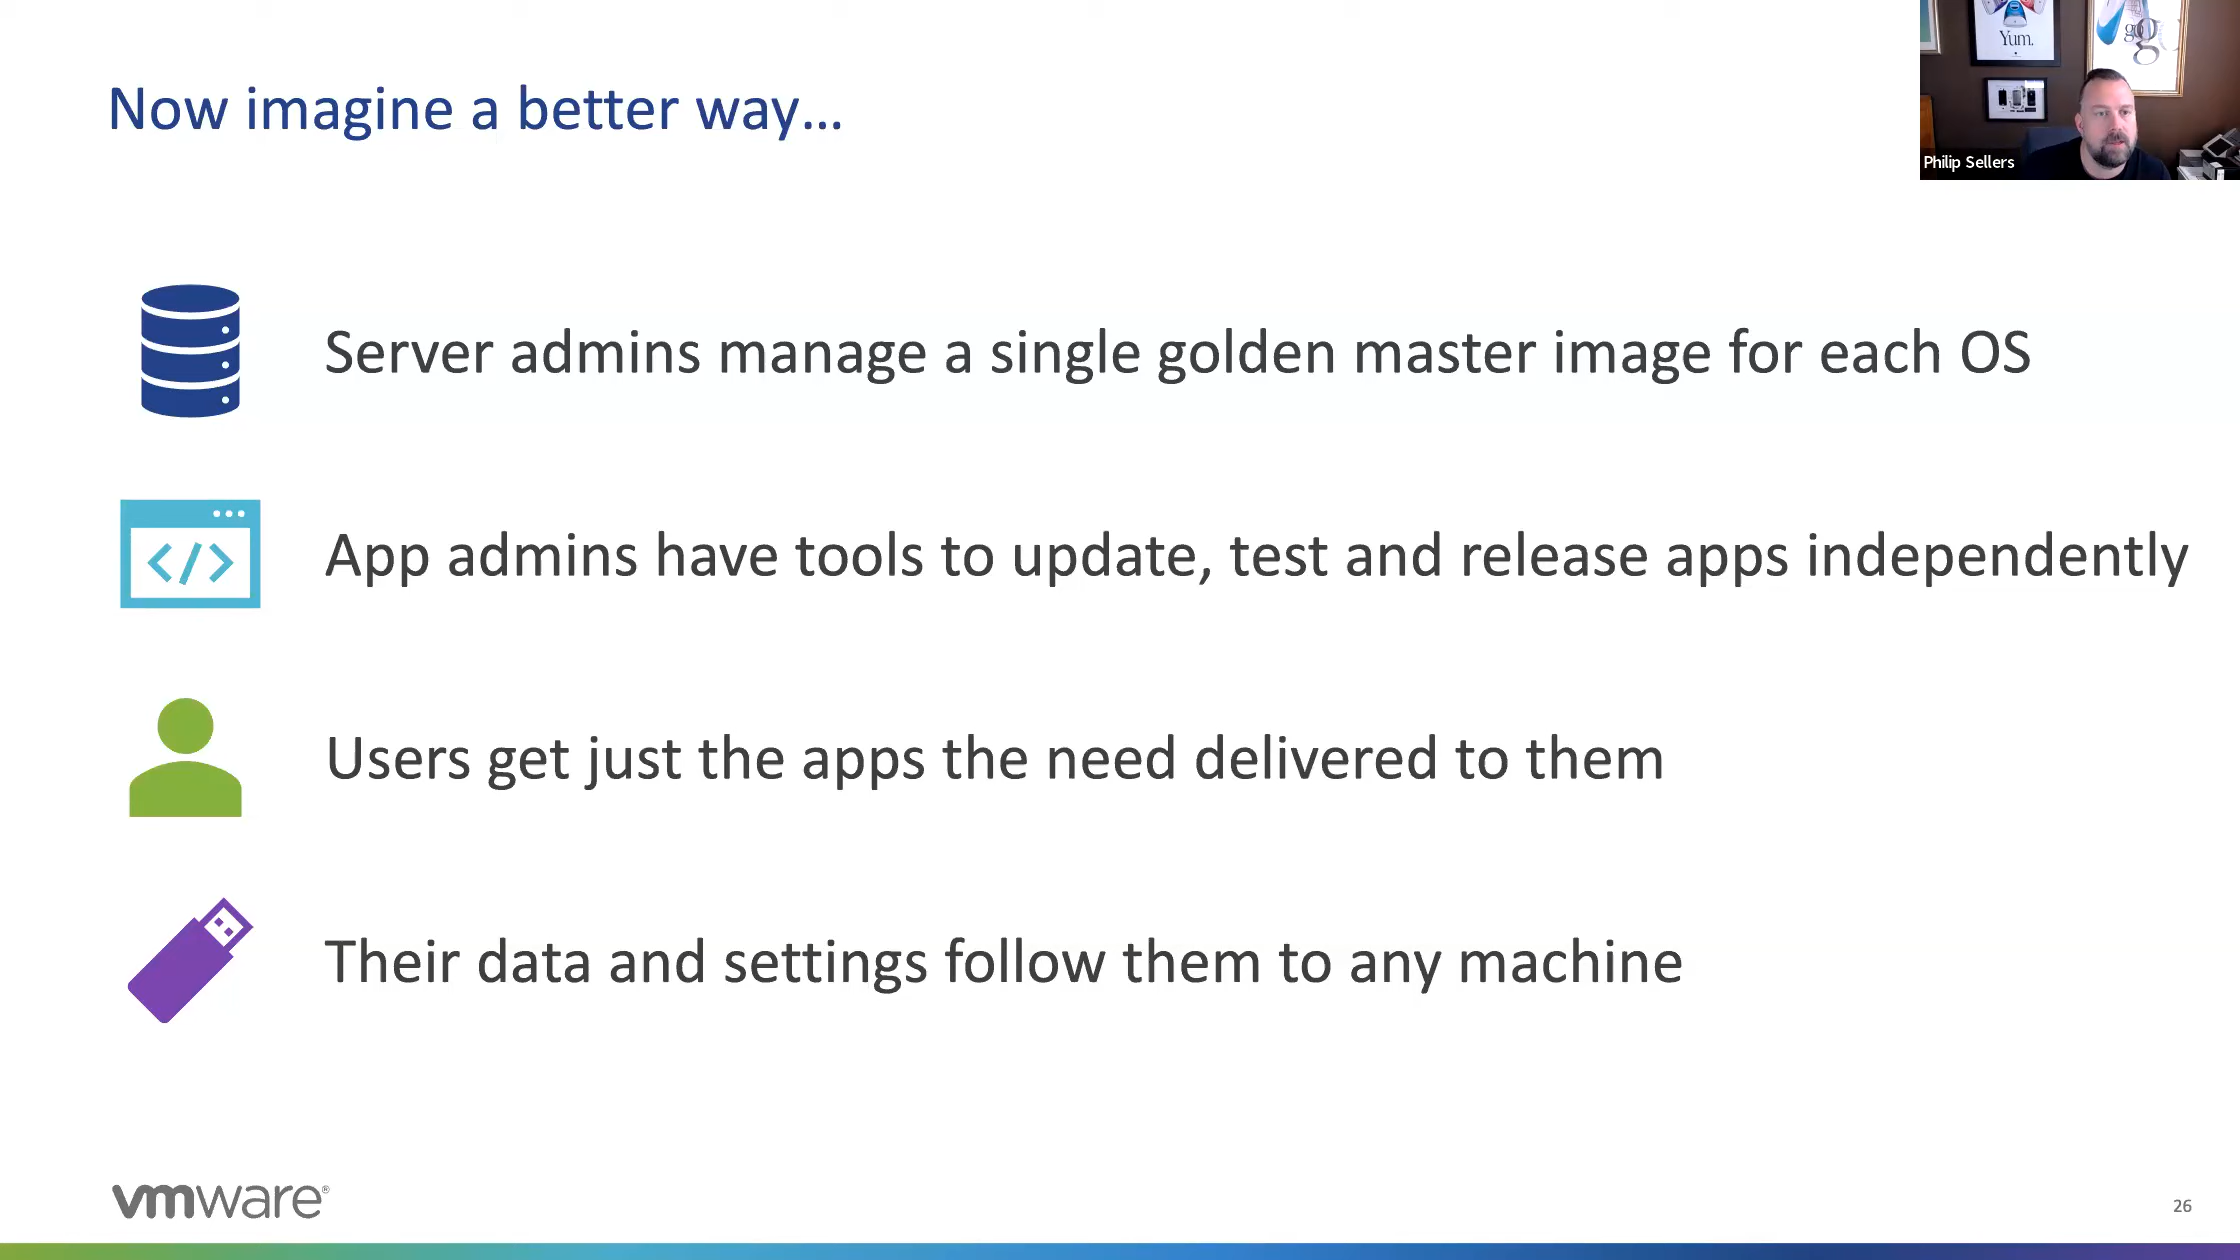 Now imagine a better way...
Yum.
go
g
Philip Sellers
Server admins manage a single golden master image for each OS
</>
App admins have tools to update, test and release apps independently
Users get just the apps the need delivered to them
Their data and settings follow them to any machine
vmware®
26